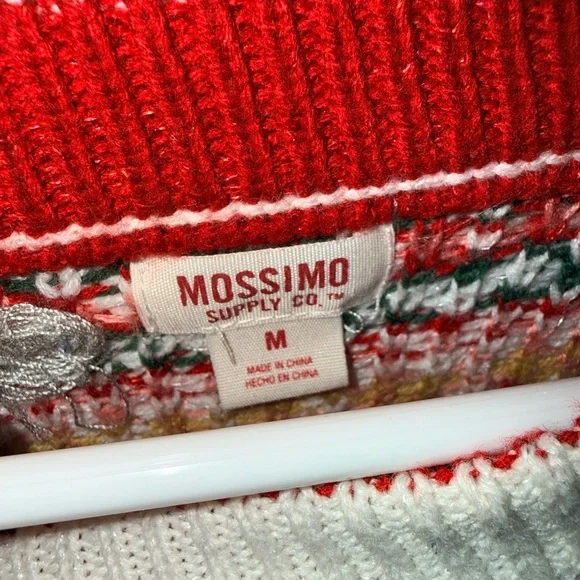 MOSSIMO
SUPPLY CO.™
M
MADE IN CHINA
HECHO EN CHINA